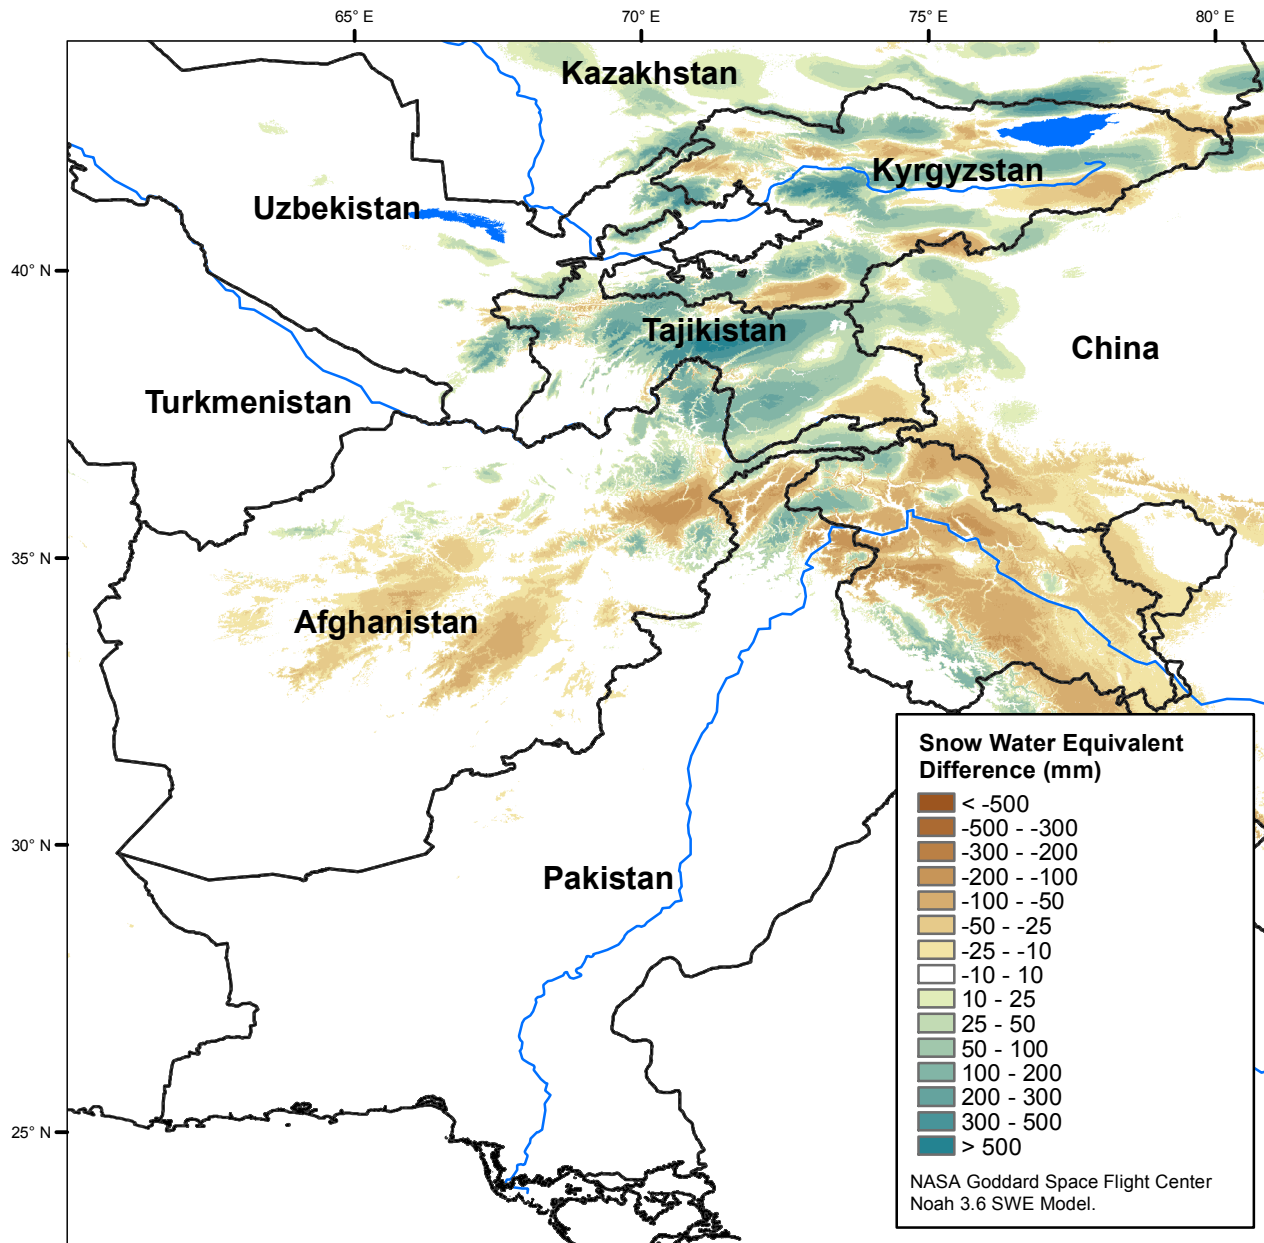 65° E
70° E
75° E
80° E
Kazakhstan
Kyrgyzstan
Uzbekistan
40° N
Tajikistan
China
Turkmenistan
35° N
Afghanistan
30° N
Pakistan
25° N
Snow Water Equivalent
Difference (mm)
< -500
-500 - -300
-300 - -200
-200 - -100
-100 - -50
-50 - -25
-25 - -10
-10 - 10
10 - 25
25 - 50
50 - 100
100 - 200
200 - 300
300 - 500
> 500
NASA Goddard Space Flight Center
Noah 3.6 SWE Model.